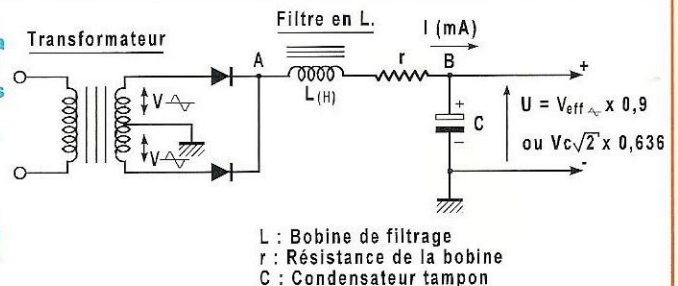 Filtre en L.
Transformateur
I (mA)
A
r
B
+
L(H)
V
+
C
U = Veff x 0,9
V
−
ou Vc√2 x 0,636
-
L : Bobine de filtrage
r : Résistance de la bobine
C : Condensateur tampon